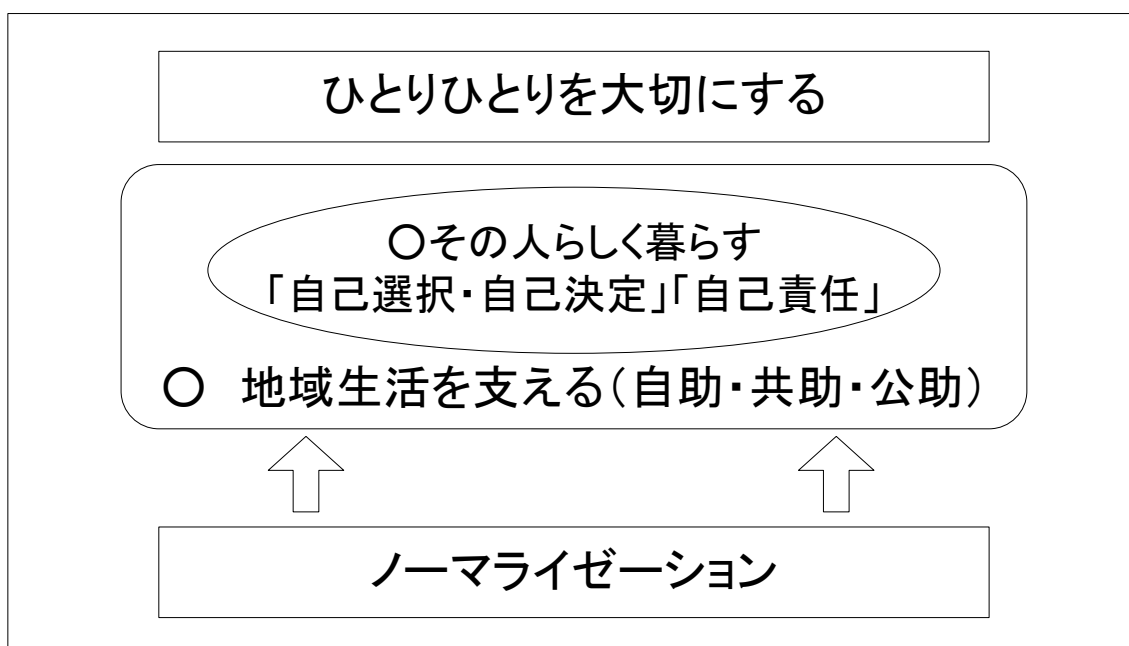 ひとりひとりを大切にする
〇その人らしく暮らす
「自己選択・自己決定」「自己責任」
〇　地域生活を支える（自助・共助・公助）
ノーマライゼーション